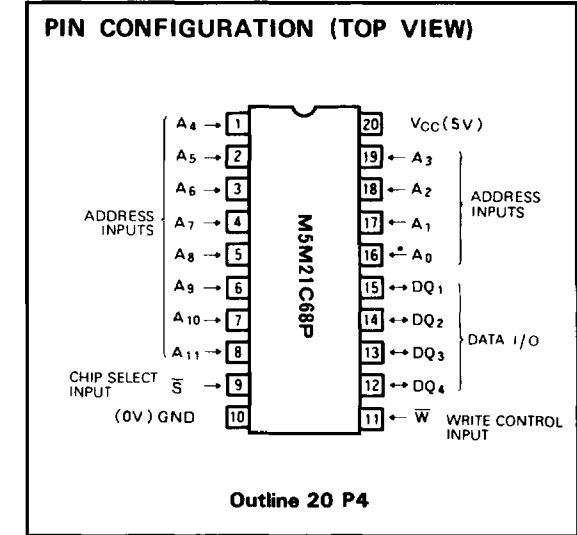 PIN CONFIGURATION (TOP VIEW)
A4 → 1
A5 → 2
A6 → 3
A7 → 4
A8 → 5
A9 → 6
A10 → 7
A11 → 8
ADDRESS
INPUTS
CHIP SELECT
INPUT
S̅ → 9
(0V) GND 10
M5M21C68P
20 VCC(5V)
19 ← A3
18 ← A2
17 ← A1
16 ← A0
ADDRESS
INPUTS
15 ↔ DQ1
14 ↔ DQ2
13 ↔ DQ3
12 ↔ DQ4
DATA I/O
11 ← W̅
WRITE CONTROL
INPUT
Outline 20 P4